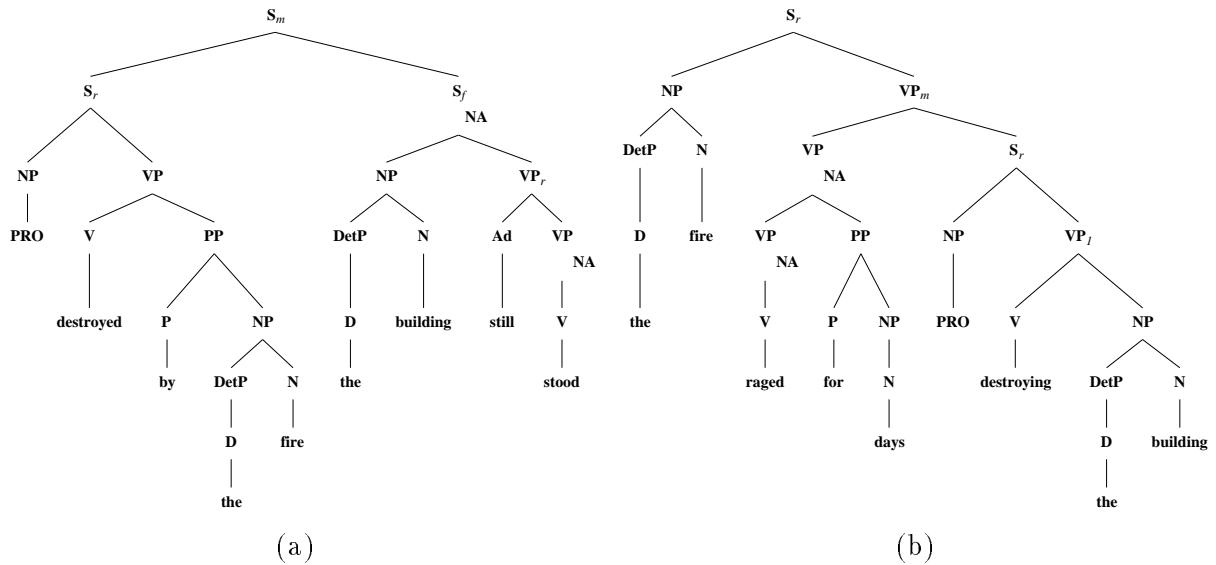 S_m S_r
S_r S_f NP VP_m
NA
DetP N VP S_r
NP VP NP VP_r NA
PRO V PP DetP N Ad VP D fire VP PP NP VP_I
NA NA
destroyed P NP D building still V the V P NP PRO V NP
by DetP N the stood raged for N destroying DetP N
D fire days D building
the the
(a) (b)